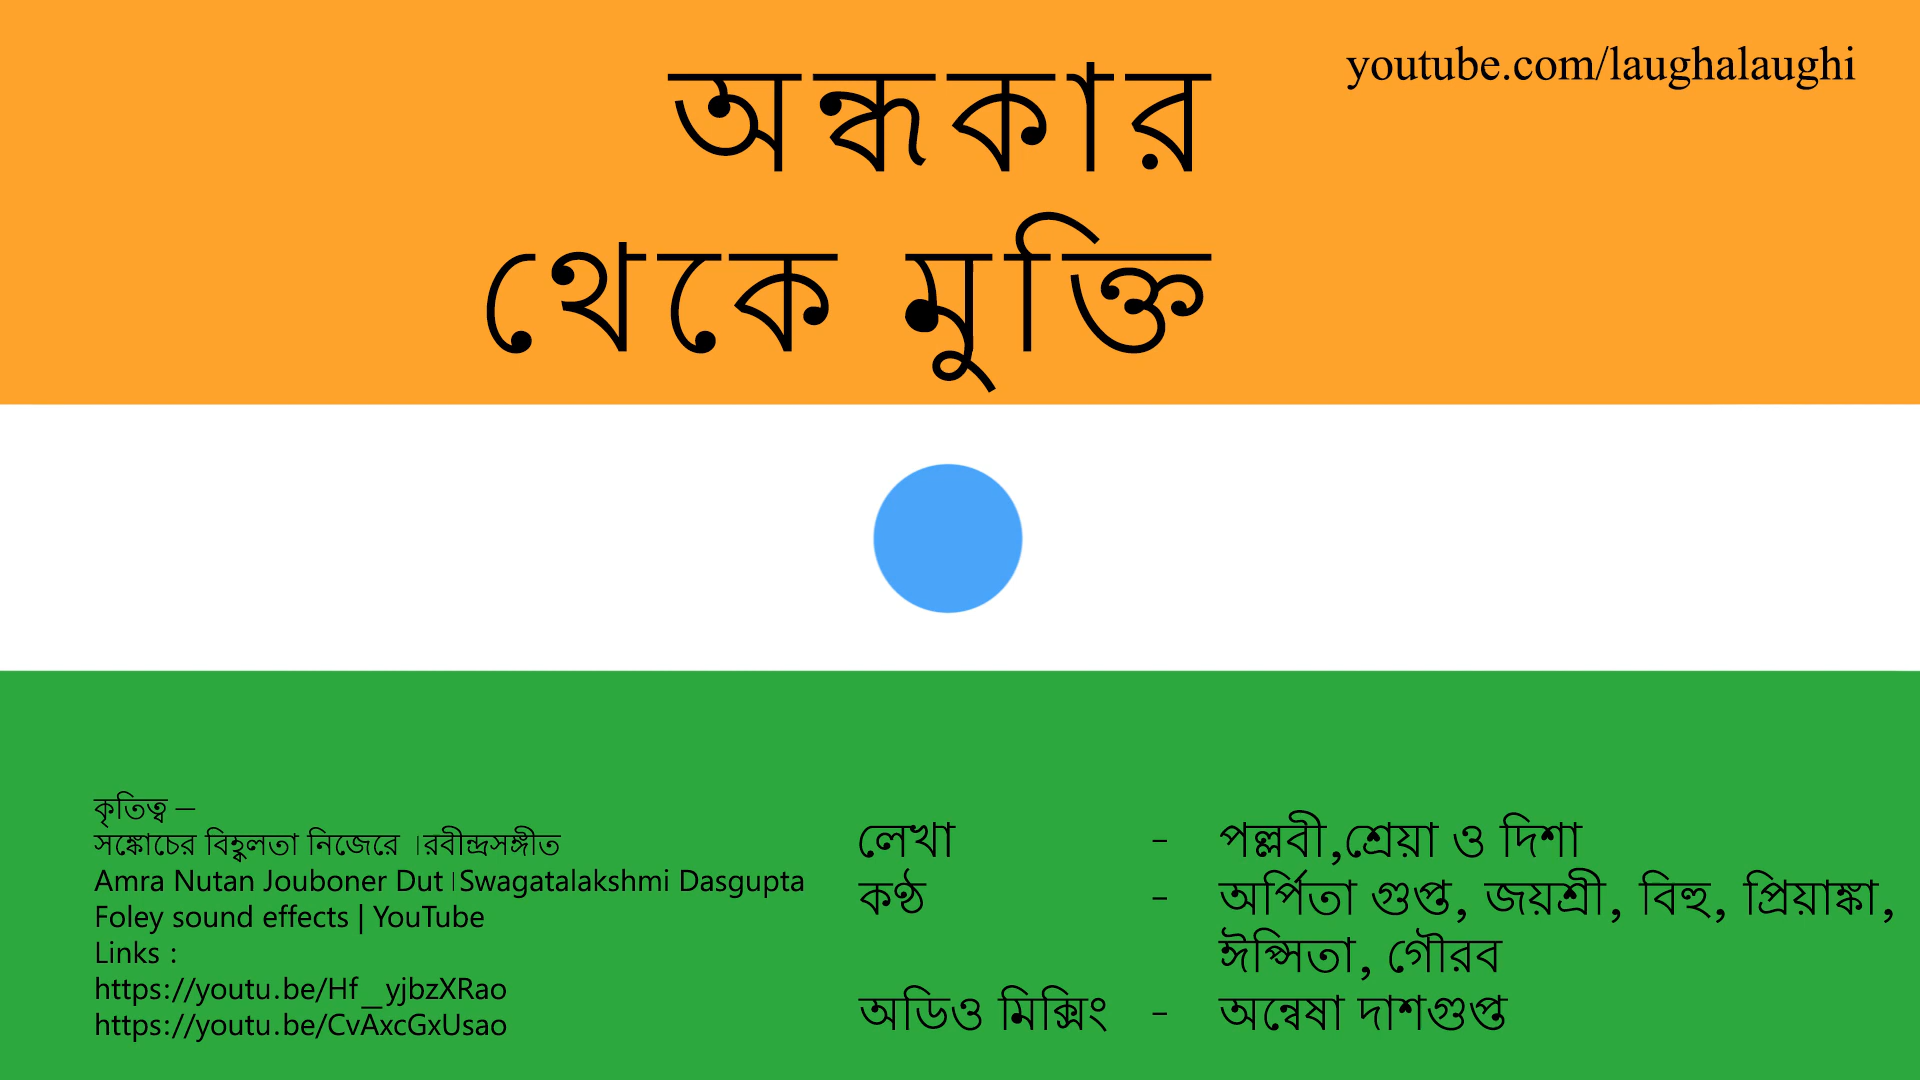 youtube.com/laughalaughi
অন্ধকার
থেকে মুক্তি
কৃতিত্ব —
সঙ্কোচের বিহ্বলতা নিজেরে ।রবীন্দ্রসঙ্গীত
Amra Nutan Jouboner Dut।Swagatalakshmi Dasgupta
Foley sound effects | YouTube
Links :
https://youtu.be/Hf_yjbzXRao
https://youtu.be/CvAxcGxUsao
লেখা - পল্লবী,শ্রেয়া ও দিশা
কণ্ঠ - অর্পিতা গুপ্ত, জয়শ্রী, বিহু, প্রিয়াঙ্কা,
ঈপ্সিতা, গৌরব
অডিও মিক্সিং - অন্বেষা দাশগুপ্ত